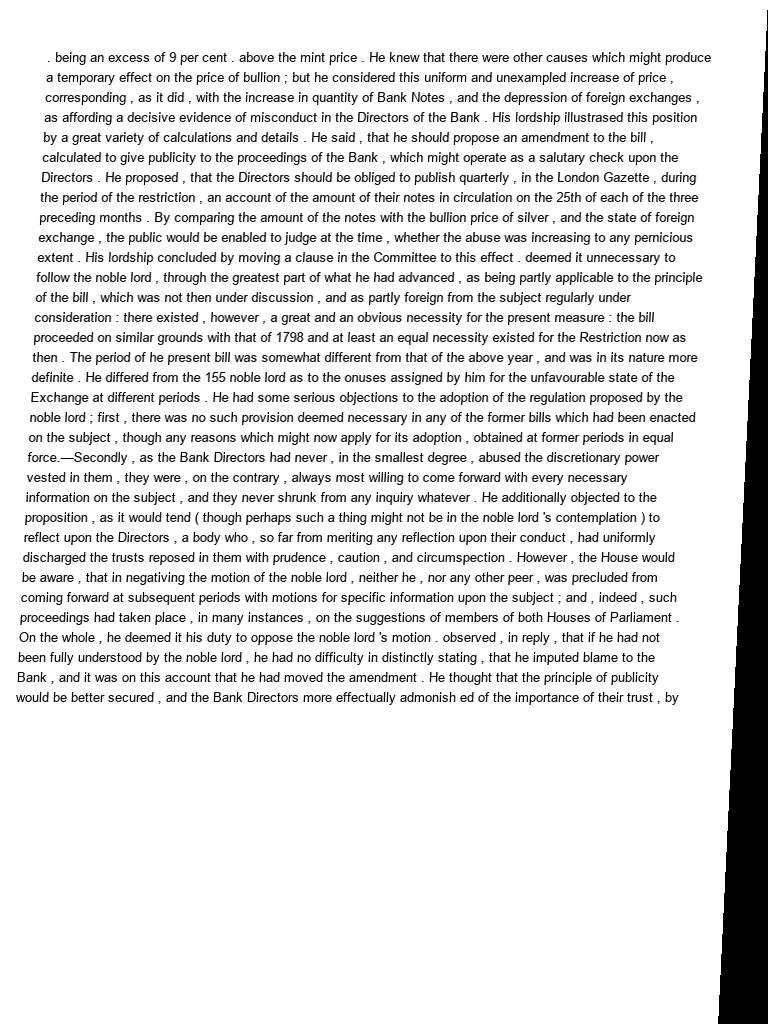 . being an excess of 9 per cent . above the mint price . He knew that there were other causes which might produce
a temporary effect on the price of bullion ; but he considered this uniform and unexampled increase of price ,
corresponding , as it did , with the increase in quantity of Bank Notes , and the depression of foreign exchanges ,
as affording a decisive evidence of misconduct in the Directors of the Bank . His lordship illustrased this position
by a great variety of calculations and details . He said , that he should propose an amendment to the bill ,
calculated to give publicity to the proceedings of the Bank , which might operate as a salutary check upon the
Directors . He proposed , that the Directors should be obliged to publish quarterly , in the London Gazette , during
the period of the restriction , an account of the amount of their notes in circulation on the 25th of each of the three
preceding months . By comparing the amount of the notes with the bullion price of silver , and the state of foreign
exchange , the public would be enabled to judge at the time , whether the abuse was increasing to any pernicious
extent . His lordship concluded by moving a clause in the Committee to this effect . deemed it unnecessary to
follow the noble lord , through the greatest part of what he had advanced , as being partly applicable to the principle
of the bill , which was not then under discussion , and as partly foreign from the subject regularly under
consideration : there existed , however , a great and an obvious necessity for the present measure : the bill
proceeded on similar grounds with that of 1798 and at least an equal necessity existed for the Restriction now as
then . The period of he present bill was somewhat different from that of the above year , and was in its nature more
definite . He differed from the 155 noble lord as to the onuses assigned by him for the unfavourable state of the
Exchange at different periods . He had some serious objections to the adoption of the regulation proposed by the
noble lord ; first , there was no such provision deemed necessary in any of the former bills which had been enacted
on the subject , though any reasons which might now apply for its adoption , obtained at former periods in equal
force.—Secondly , as the Bank Directors had never , in the smallest degree , abused the discretionary power
vested in them , they were , on the contrary , always most willing to come forward with every necessary
information on the subject , and they never shrunk from any inquiry whatever . He additionally objected to the
proposition , as it would tend ( though perhaps such a thing might not be in the noble lord 's contemplation ) to
reflect upon the Directors , a body who , so far from meriting any reflection upon their conduct , had uniformly
discharged the trusts reposed in them with prudence , caution , and circumspection . However , the House would
be aware , that in negativing the motion of the noble lord , neither he , nor any other peer , was precluded from
coming forward at subsequent periods with motions for specific information upon the subject ; and , indeed , such
proceedings had taken place , in many instances , on the suggestions of members of both Houses of Parliament .
On the whole , he deemed it his duty to oppose the noble lord 's motion . observed , in reply , that if he had not
been fully understood by the noble lord , he had no difficulty in distinctly stating , that he imputed blame to the
Bank , and it was on this account that he had moved the amendment . He thought that the principle of publicity
would be better secured , and the Bank Directors more effectually admonish ed of the importance of their trust , by